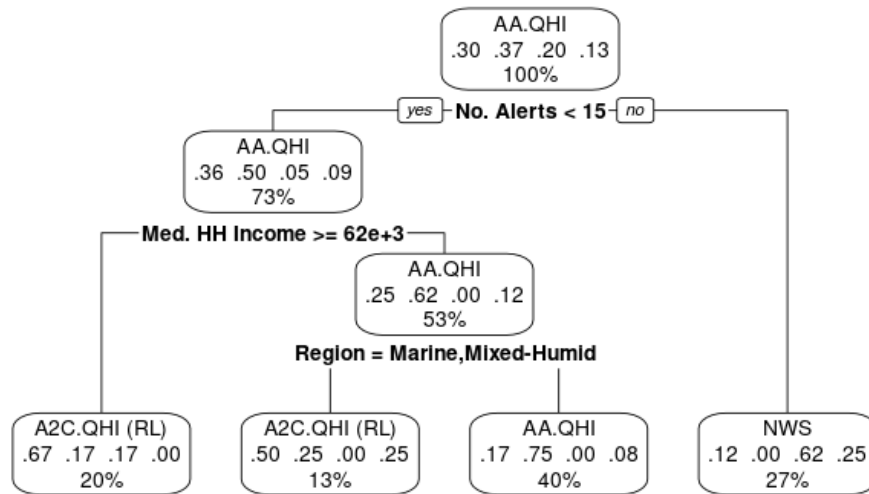 AA.QHI
.30 .37 .20 .13
100%
yes No. Alerts < 15 no
AA.QHI
.36 .50 .05 .09
73%
Med. HH Income >= 62e+3
AA.QHI
.25 .62 .00 .12
53%
Region = Marine,Mixed-Humid
A2C.QHI (RL)
.67 .17 .17 .00
20%
A2C.QHI (RL)
.50 .25 .00 .25
13%
AA.QHI
.17 .75 .00 .08
40%
NWS
.12 .00 .62 .25
27%